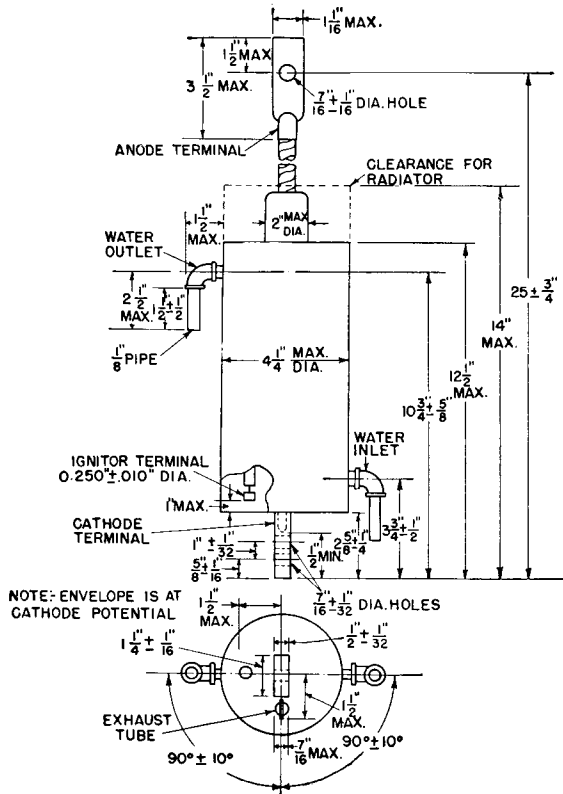 1 1/16" MAX.
1 1/2" MAX
3 1/2" MAX.
7/16" ± 1/16" DIA. HOLE
ANODE TERMINAL
CLEARANCE FOR
RADIATOR
1 1/2"
MAX.
2" MAX
DIA.
WATER
OUTLET
2 1/2"
MAX.
1 1/2" ± 1/2"
1/8" PIPE
25 ± 3/4"
14"
MAX.
12 1/2"
MAX.
4 1/4" MAX.
DIA.
10 3/4" ± 5/8"
IGNITOR TERMINAL
0.250" ± .010" DIA.
WATER
INLET
1" MAX.
CATHODE
TERMINAL
1" ± 1/32"
5/8" ± 1/16"
1/2" MIN.
2 5/8" ± 1/4"
3 3/4" ± 1/2"
7/16" ± 1/32" DIA. HOLES
NOTE:- ENVELOPE IS AT
CATHODE POTENTIAL
1 1/2"
MAX.
1 1/4" ± 1/16"
1/2" ± 1/32"
1 1/2"
MAX.
EXHAUST
TUBE
7/16" MAX.
90° ± 10°
90° ± 10°